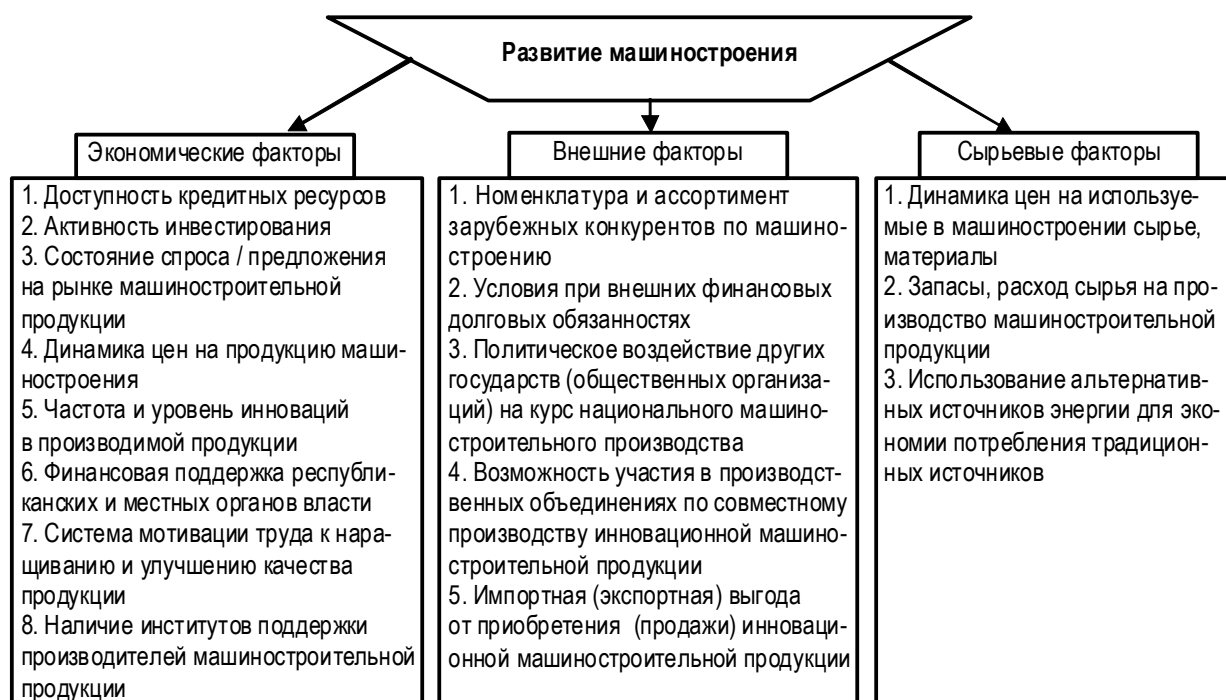 Развитие машиностроения
Экономические факторы
1. Доступность кредитных ресурсов
2. Активность инвестирования
3. Состояние спроса / предложения
на рынке машиностроительной
продукции
4. Динамика цен на продукцию маши-
ностроения
5. Частота и уровень инноваций
в производимой продукции
6. Финансовая поддержка республи-
канских и местных органов власти
7. Система мотивации труда к нара-
щиванию и улучшению качества
продукции
8. Наличие институтов поддержки
производителей машиностроительной
продукции
Внешние факторы
1. Номенклатура и ассортимент
зарубежных конкурентов по машино-
строению
2. Условия при внешних финансовых
долговых обязанностях
3. Политическое воздействие других
государств (общественных организа-
ций) на курс национального машино-
строительного производства
4. Возможность участия в производст-
венных объединениях по совместному
производству инновационной машино-
строительной продукции
5. Импортная (экспортная) выгода
от приобретения (продажи) инноваци-
онной машиностроительной продукции
Сырьевые факторы
1. Динамика цен на используе-
мые в машиностроении сырье,
материалы
2. Запасы, расход сырья на про-
изводство машиностроительной
продукции
3. Использование альтернатив-
ных источников энергии для эко-
номии потребления традицион-
ных источников